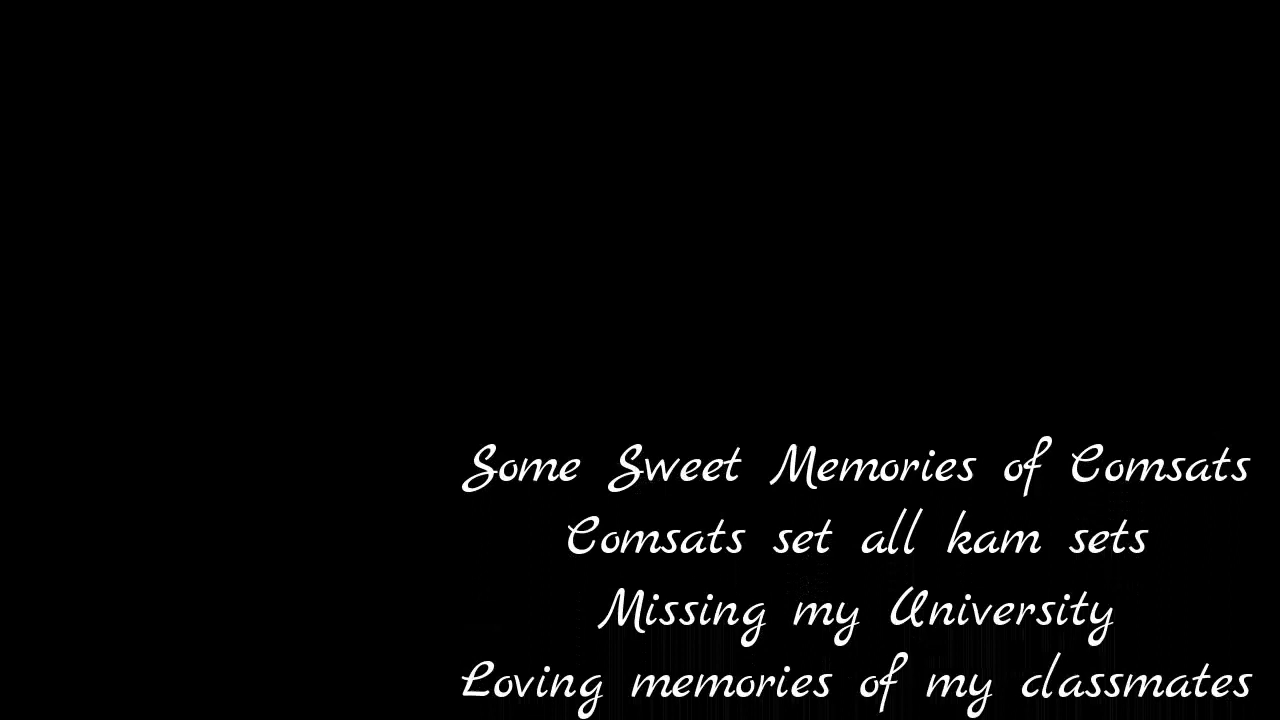 Some Sweet Memories of Comsats
Comsats set all kam sets
Missing my University
Loving memories of my classmates